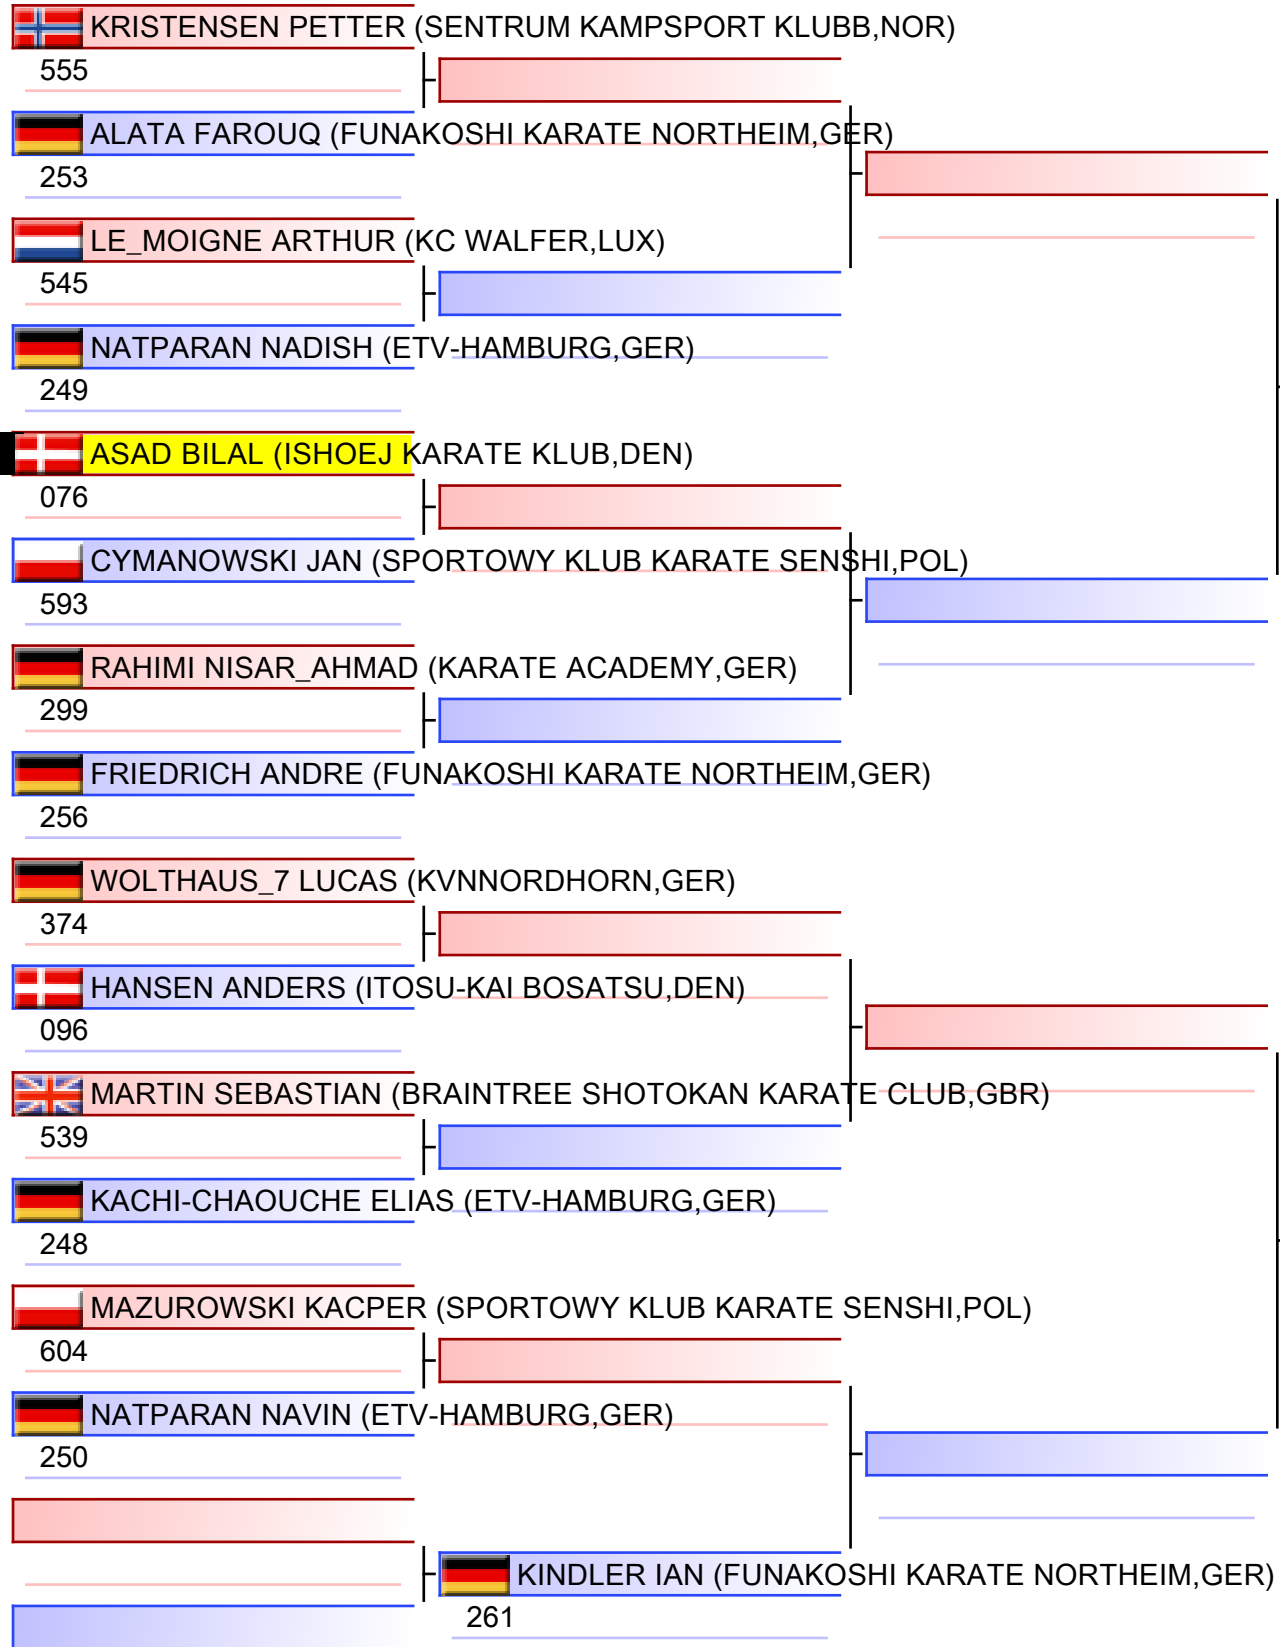 KRISTENSEN PETTER (SENTRUM KAMPSPORT KLUBB,NOR)
555
ALATA FAROUQ (FUNAKOSHI KARATE NORTHEIM,GER)
253
LE_MOIGNE ARTHUR (KC WALFER,LUX)
545
NATPARAN NADISH (ETV-HAMBURG,GER)
249
ASAD BILAL (ISHOEJ KARATE KLUB,DEN)
076
CYMANOWSKI JAN (SPORTOWY KLUB KARATE SENSHI,POL)
593
RAHIMI NISAR_AHMAD (KARATE ACADEMY,GER)
299
FRIEDRICH ANDRE (FUNAKOSHI KARATE NORTHEIM,GER)
256
WOLTHAUS_7 LUCAS (KVNNORDHORN,GER)
374
HANSEN ANDERS (ITOSU-KAI BOSATSU,DEN)
096
MARTIN SEBASTIAN (BRAINTREE SHOTOKAN KARATE CLUB,GBR)
539
KACHI-CHAOUCHE ELIAS (ETV-HAMBURG,GER)
248
MAZUROWSKI KACPER (SPORTOWY KLUB KARATE SENSHI,POL)
604
NATPARAN NAVIN (ETV-HAMBURG,GER)
250
KINDLER IAN (FUNAKOSHI KARATE NORTHEIM,GER)
261